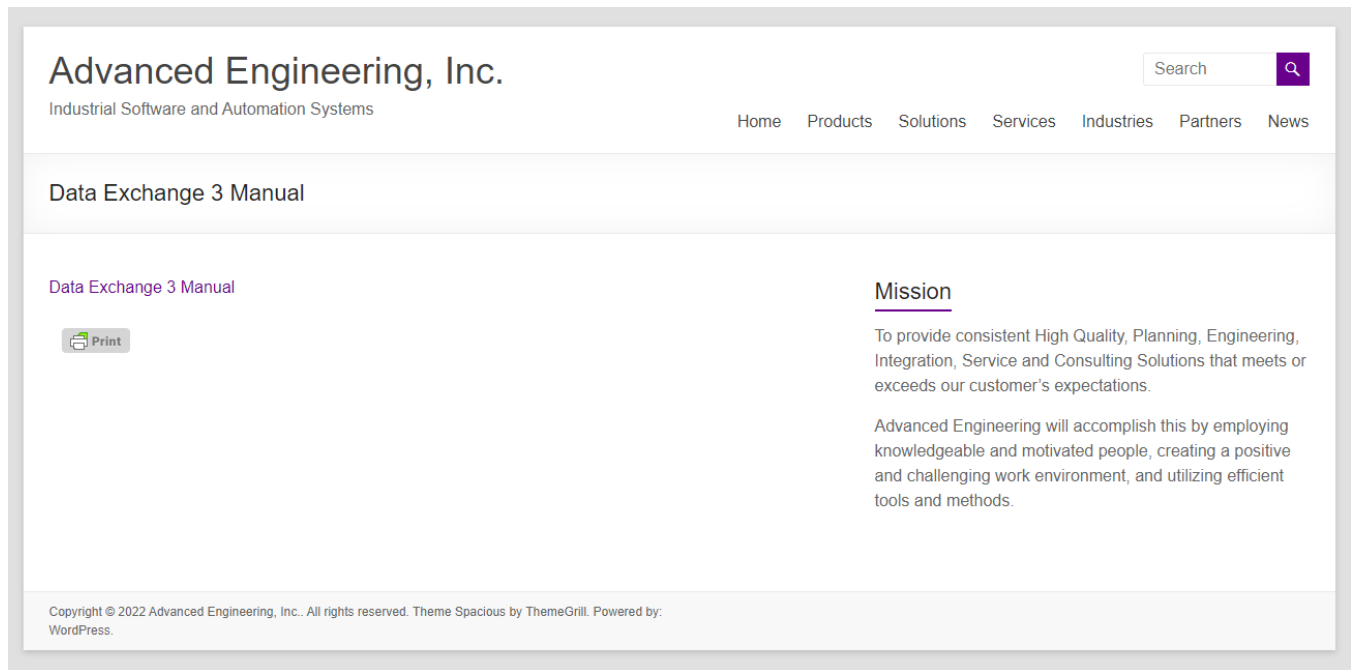 Advanced Engineering, Inc.
Industrial Software and Automation Systems
Search
Home Products Solutions Services Industries Partners News
Data Exchange 3 Manual
Data Exchange 3 Manual
Print
Mission
To provide consistent High Quality, Planning, Engineering,
Integration, Service and Consulting Solutions that meets or
exceeds our customer’s expectations.
Advanced Engineering will accomplish this by employing
knowledgeable and motivated people, creating a positive
and challenging work environment, and utilizing efficient
tools and methods.
Copyright © 2022 Advanced Engineering, Inc.. All rights reserved. Theme Spacious by ThemeGrill. Powered by:
WordPress.